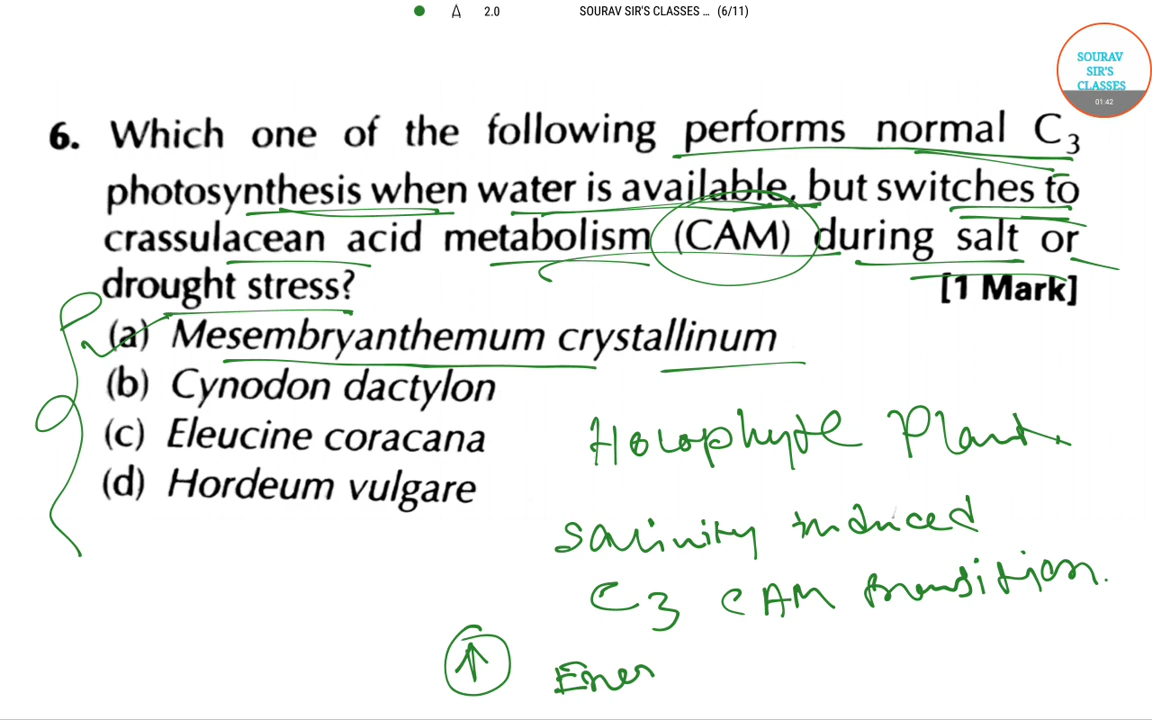 2.0 SOURAV SIR'S CLASSES ... (6/11)
SOURAV
SIR'S
CLASSES
01:42
6. Which one of the following performs normal C₃
photosynthesis when water is available, but switches to
crassulacean acid metabolism (CAM) during salt or
drought stress? [1 Mark]
(a) Mesembryanthemum crystallinum
(b) Cynodon dactylon
(c) Eleucine coracana
(d) Hordeum vulgare
Holophyte Plant
Salinity induced
C3 CAM transition.
↑ Ener